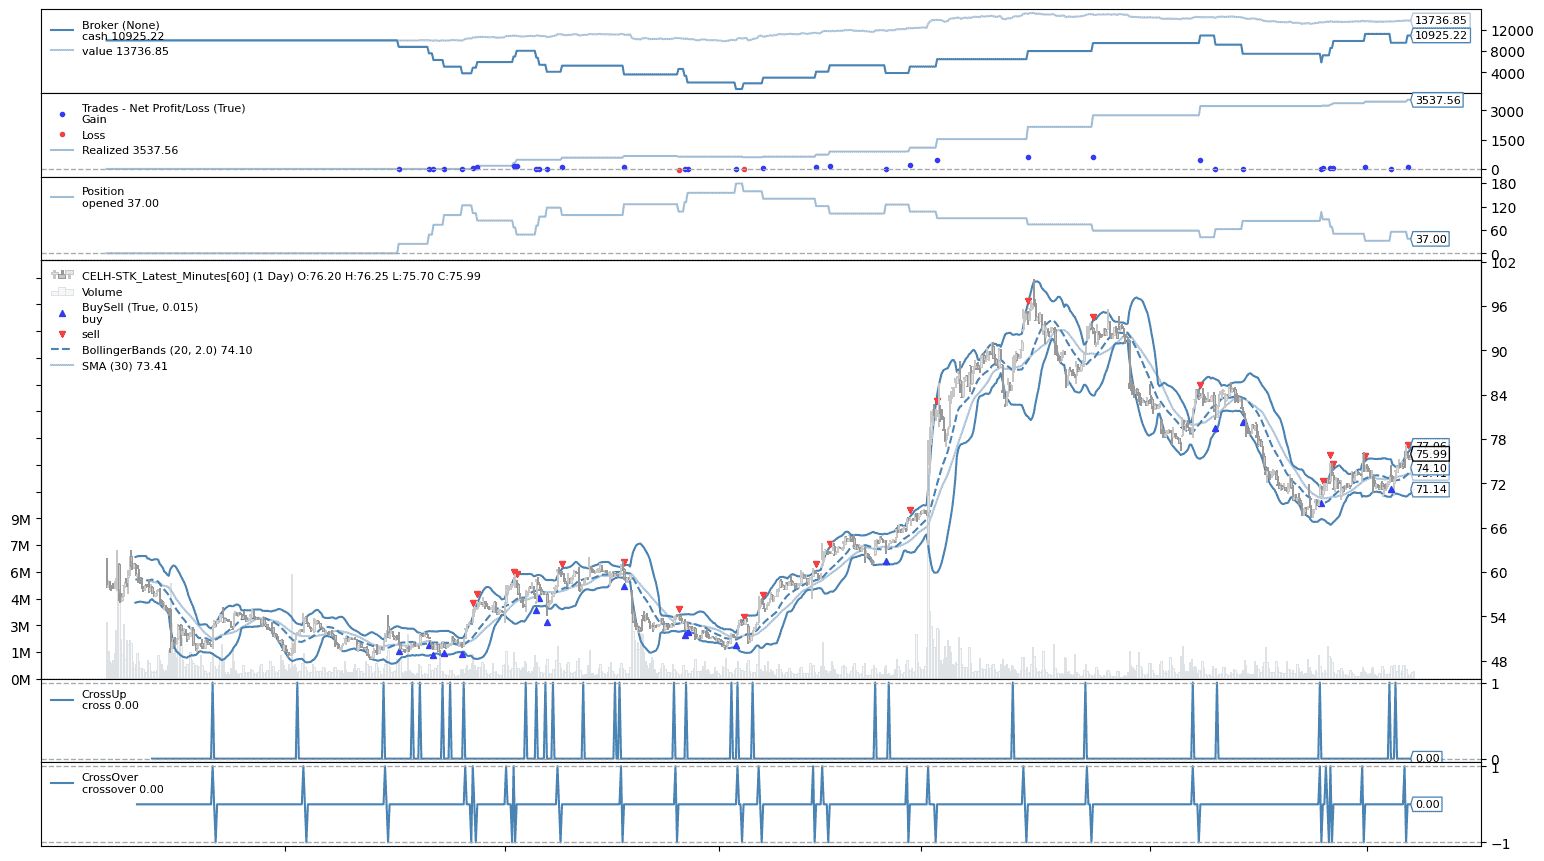 Broker (None)
cash 10925.22
value 13736.85
13736.85
10925.22
12000
8000
4000
Trades - Net Profit/Loss (True)
Gain
Loss
Realized 3537.56
3537.56
3000
1500
0
Position
opened 37.00
37.00
180
120
60
0
CELH-STK_Latest_Minutes[60] (1 Day) O:76.20 H:76.25 L:75.70 C:75.99
Volume
BuySell (True, 0.015)
buy
sell
BollingerBands (20, 2.0) 74.10
SMA (30) 73.41
102
96
90
84
78
72
66
60
54
48
77.06
75.99
74.10
73.41
71.14
9M
7M
6M
4M
3M
1M
0M
CrossUp
cross 0.00
1
0
0.00
CrossOver
crossover 0.00
1
0.00
−1